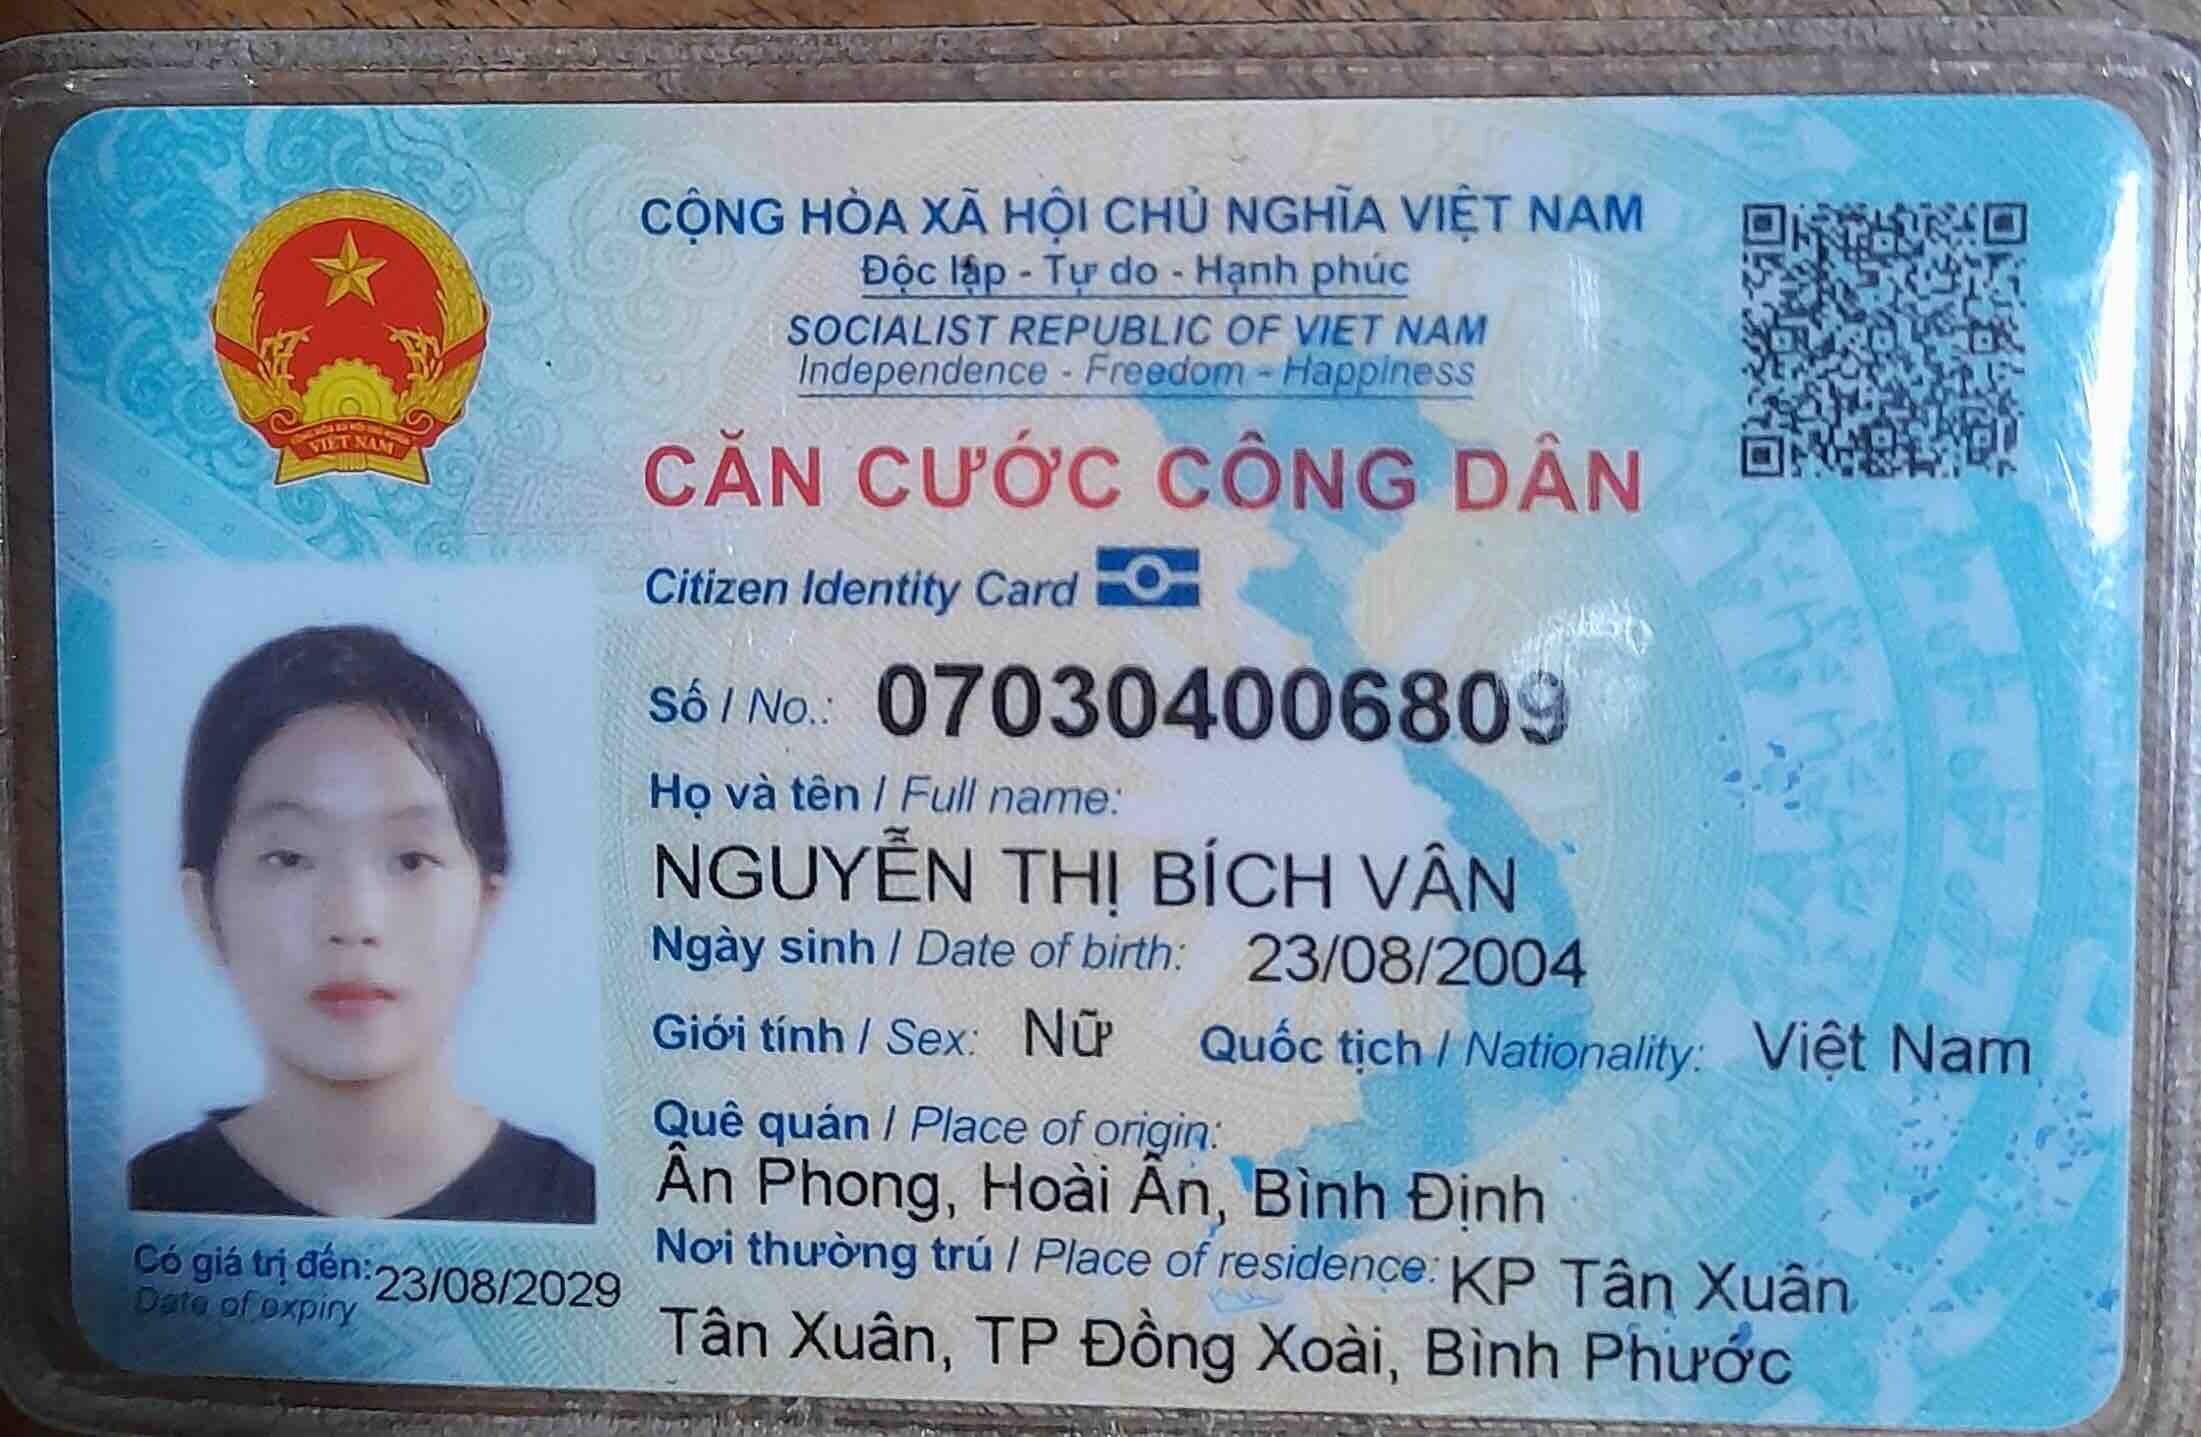 CỘNG HÒA XÃ HỘI CHỦ NGHĨA VIỆT NAM
Độc lập - Tự do - Hạnh phúc
SOCIALIST REPUBLIC OF VIET NAM
Independence - Freedom - Happiness
CĂN CƯỚC CÔNG DÂN
Citizen Identity Card
Số / No.: 070304006809
Họ và tên / Full name:
NGUYỄN THỊ BÍCH VÂN
Ngày sinh / Date of birth: 23/08/2004
Giới tính / Sex: Nữ Quốc tịch / Nationality: Việt Nam
Quê quán / Place of origin:
Ân Phong, Hoài Ân, Bình Định
Nơi thường trú / Place of residence: KP Tân Xuân
Tân Xuân, TP Đồng Xoài, Bình Phước
Có giá trị đến: 23/08/2029
Date of expiry
VIỆT NAM